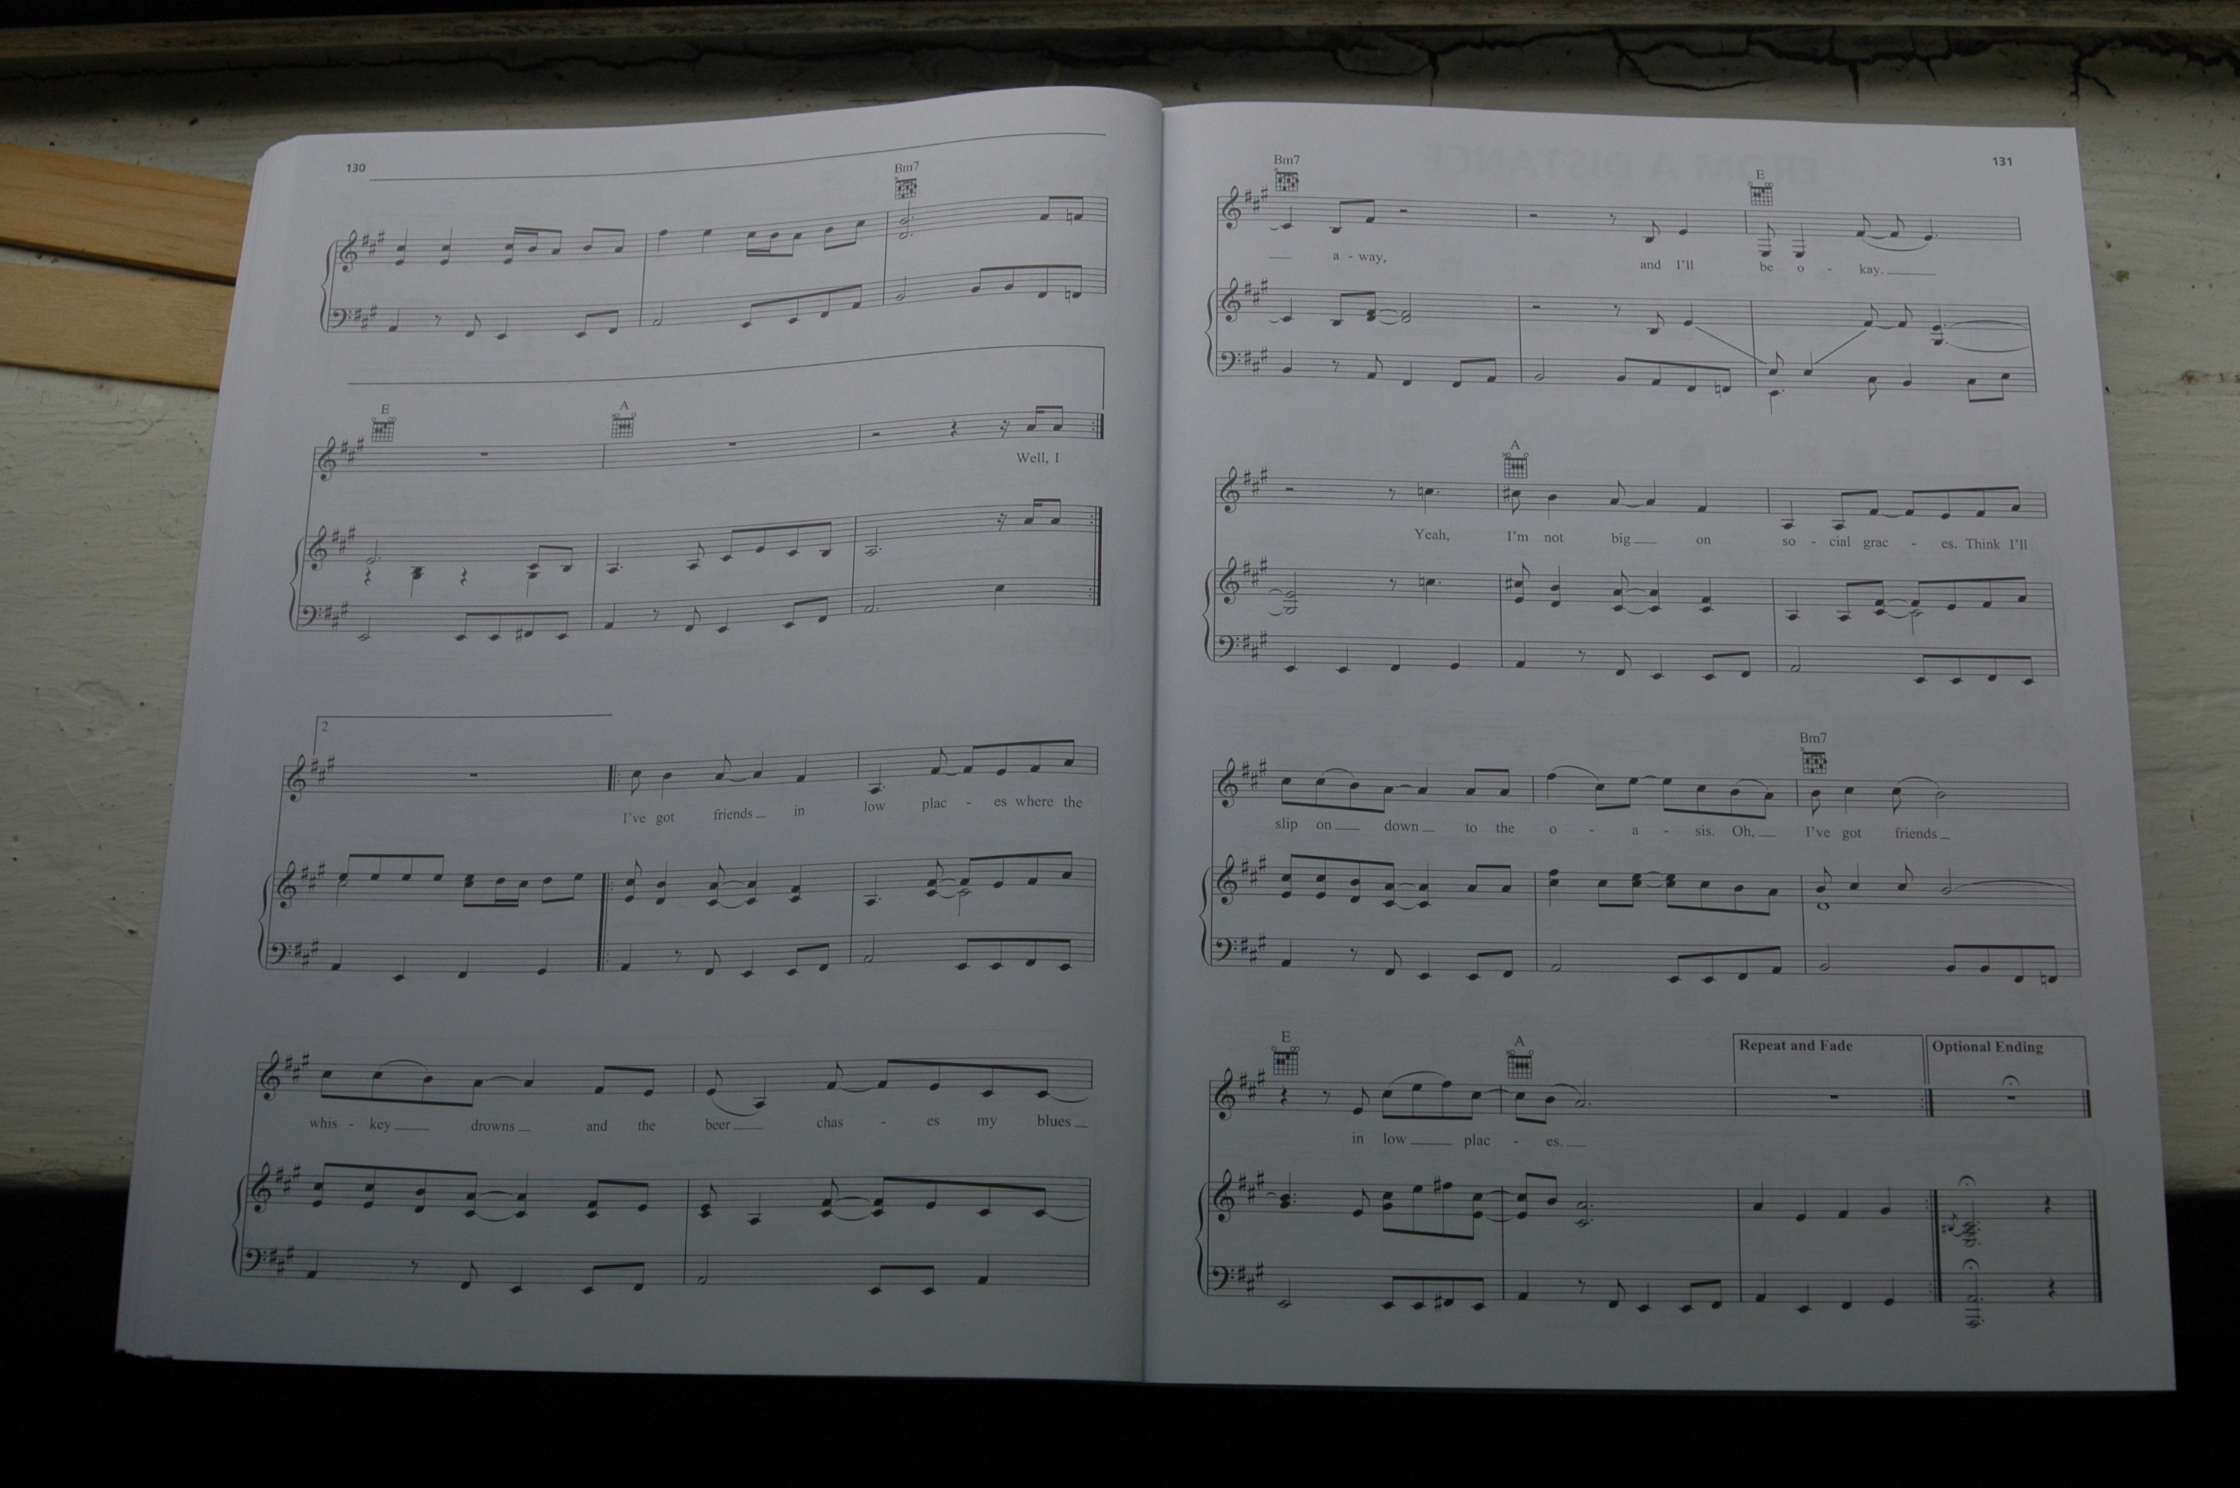 130
Bm7
E A
Well, I
2
I've got friends in low plac - es where the
whis - key drowns and the beer chas - es my blues
131
Bm7 E
a - way, and I'll be o - kay.
A
Yeah, I'm not big on so - cial grac - es. Think I'll
Bm7
slip on down to the o - a - sis. Oh, I've got friends
E A Repeat and Fade Optional Ending
in low plac - es.